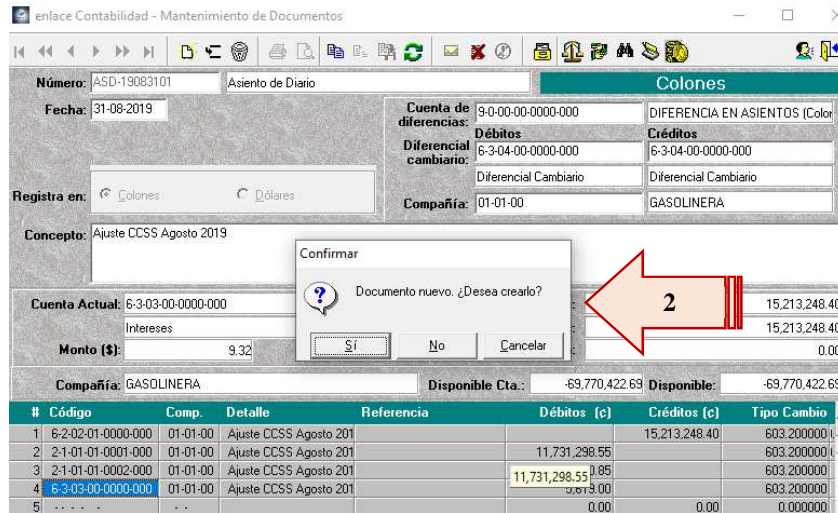 enlace Contabilidad - Mantenimiento de Documentos
Número: ASD-19083101 Asiento de Diario Colones
Fecha: 31-08-2019 Cuenta de diferencias: 9-0-00-00-0000-000 DIFERENCIA EN ASIENTOS (Color
Débitos Créditos
Diferencial cambiario: 6-3-04-00-0000-000 6-3-04-00-0000-000
Diferencial Cambiario Diferencial Cambiario
Registra en: Colones Dólares
Compañía: 01-01-00 GASOLINERA
Concepto: Ajuste CCSS Agosto 2019
Confirmar
Documento nuevo. ¿Desea crearlo?
Sí No Cancelar
2
Cuenta Actual: 6-3-03-00-0000-000 15,213,248.40
Intereses 15,213,248.40
Monto ($): 9.32 0.00
Compañía: GASOLINERA Disponible Cta.: -69,770,422.69 Disponible: -69,770,422.69
# Código Comp. Detalle Referencia Débitos (c) Créditos (c) Tipo Cambio
1 6-2-02-01-0000-000 01-01-00 Ajuste CCSS Agosto 201 15,213,248.40 603.200000
2 2-1-01-01-0001-000 01-01-00 Ajuste CCSS Agosto 201 11,731,298.55 603.200000
3 2-1-01-01-0002-000 01-01-00 Ajuste CCSS Agosto 201 0.85 603.200000
11,731,298.55
4 6-3-03-00-0000-000 01-01-00 Ajuste CCSS Agosto 201 603.200000
5 0.00 0.00 0.000000